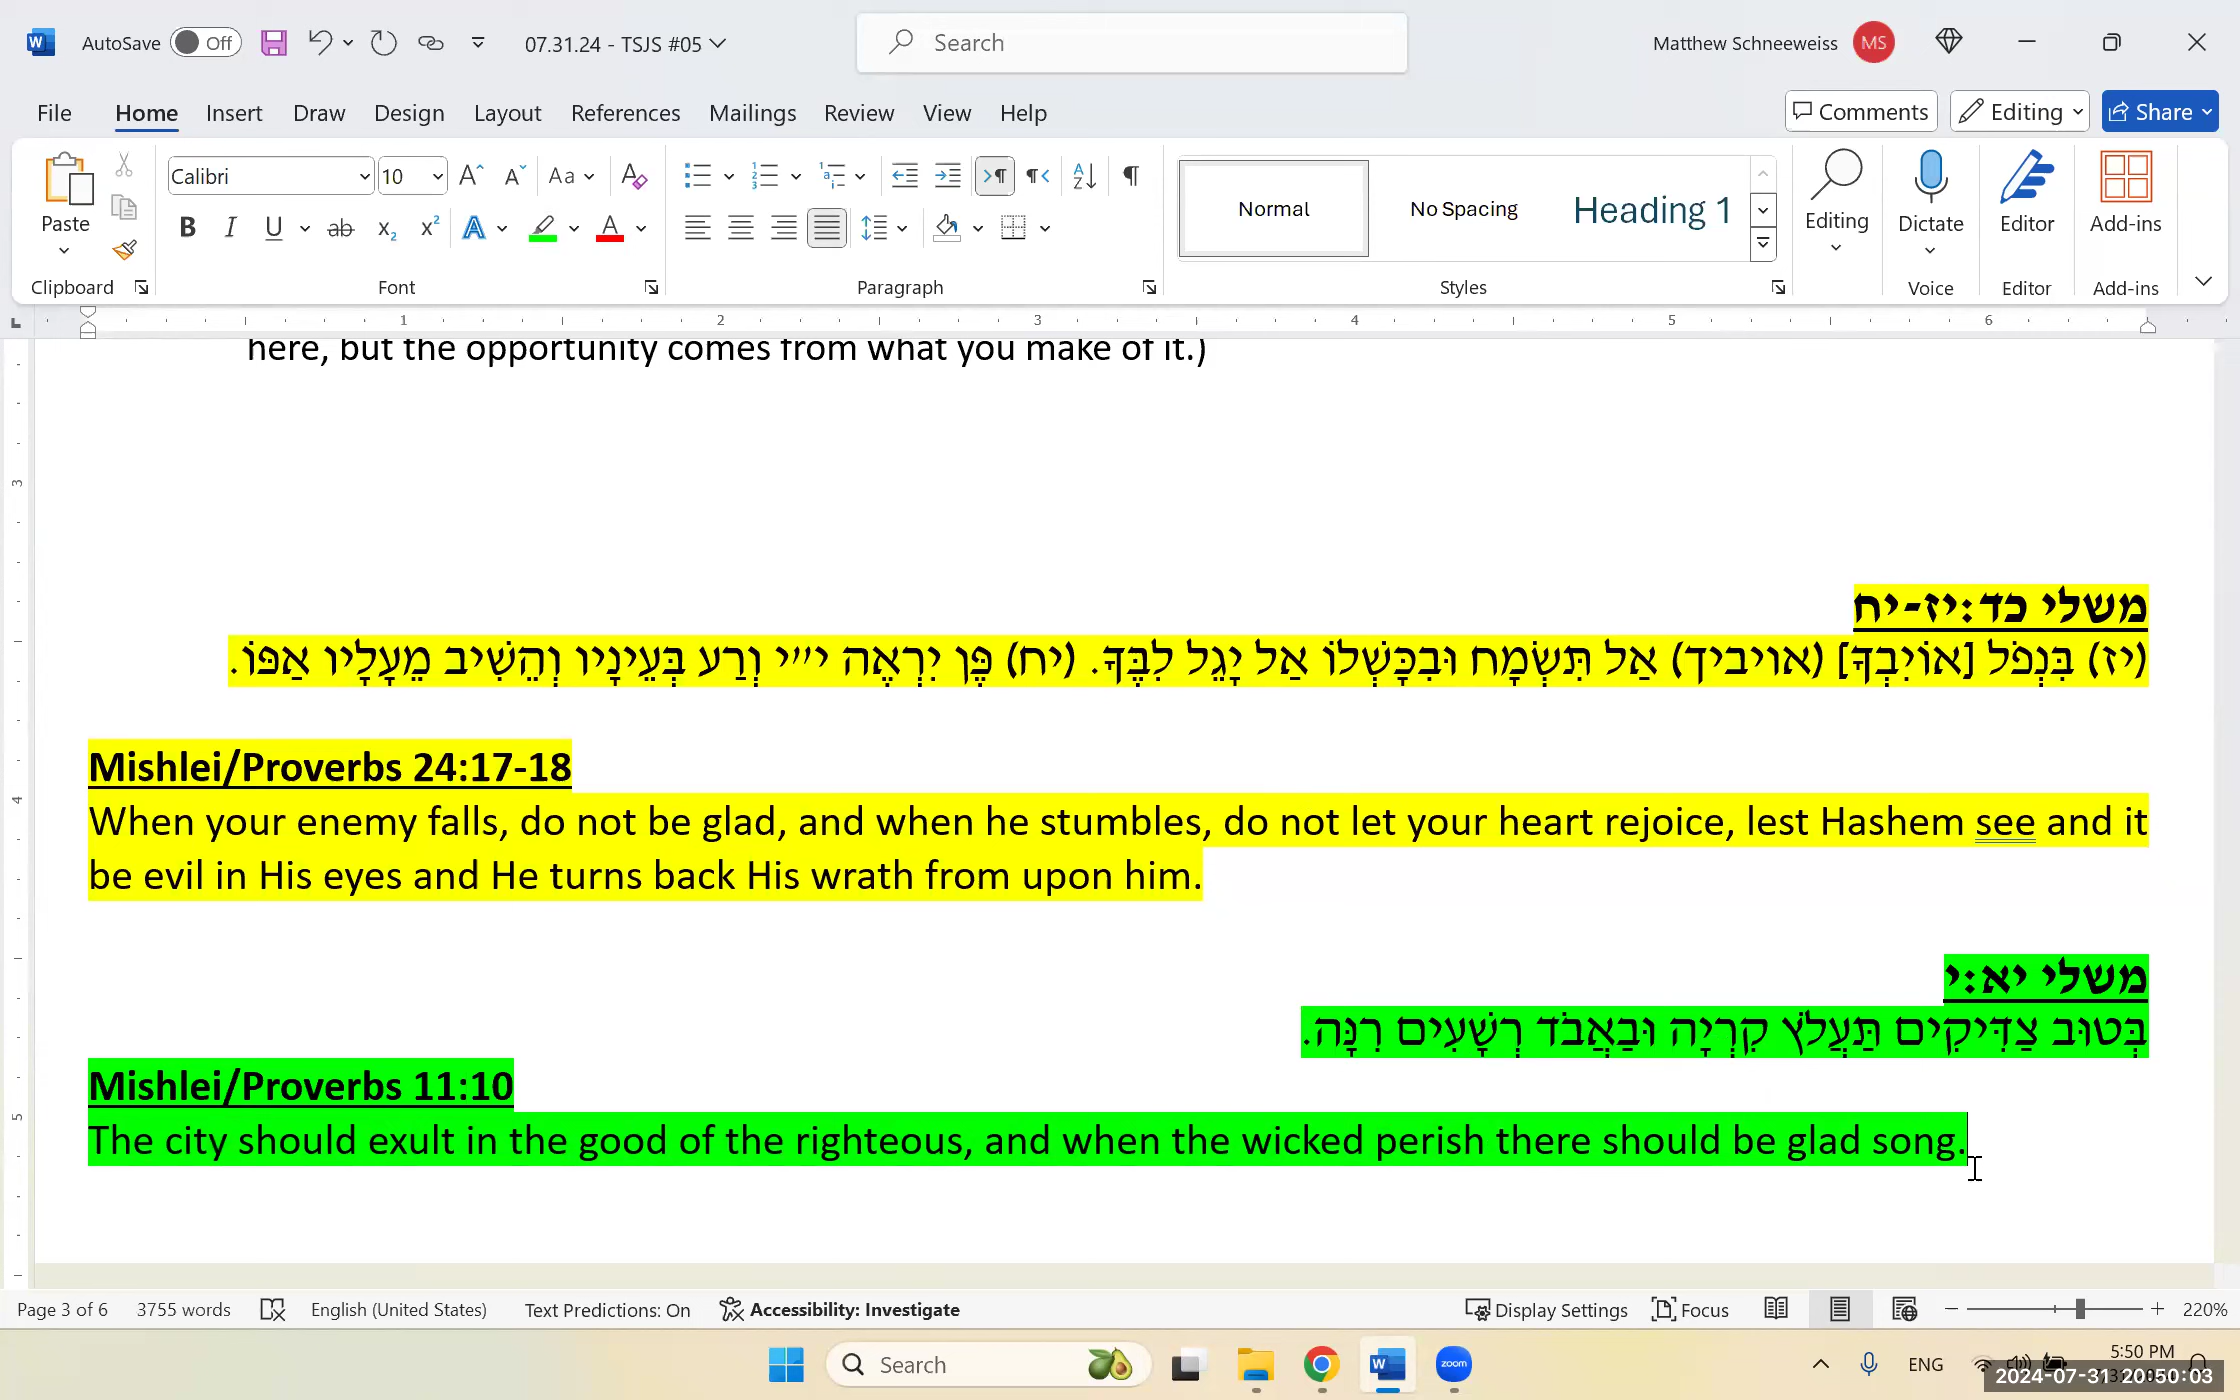 AutoSave Off 07.31.24 - TSJS #05 Search Matthew Schneeweiss MS
File Home Insert Draw Design Layout References Mailings Review View Help Comments Editing Share
Paste Calibri 10 Normal No Spacing Heading 1 Editing Dictate Editor Add-ins
Clipboard Font Paragraph Styles Voice Editor Add-ins
1 2 3 4 5 6
here, but the opportunity comes from what you make of it.)
משלי כד:יז-יח
(יז) בִּנְפֹל [אוֹיִבְךָ] (אויביך) אַל תִּשְׂמָח וּבִכָּשְׁלוֹ אַל יָגֵל לִבֶּךָ. (יח) פֶּן יִרְאֶה י״י וְרַע בְּעֵינָיו וְהֵשִׁיב מֵעָלָיו אַפּוֹ.
Mishlei/Proverbs 24:17-18
When your enemy falls, do not be glad, and when he stumbles, do not let your heart rejoice, lest Hashem see and it
be evil in His eyes and He turns back His wrath from upon him.
משלי יא:י
בְּטוּב צַדִּיקִים תַּעֲלֹץ קִרְיָה וּבַאֲבֹד רְשָׁעִים רִנָּה.
Mishlei/Proverbs 11:10
The city should exult in the good of the righteous, and when the wicked perish there should be glad song.
Page 3 of 6 3755 words English (United States) Text Predictions: On Accessibility: Investigate Display Settings Focus 220%
Search zoom ENG 5:50 PM
2024-07-31 20:50:03